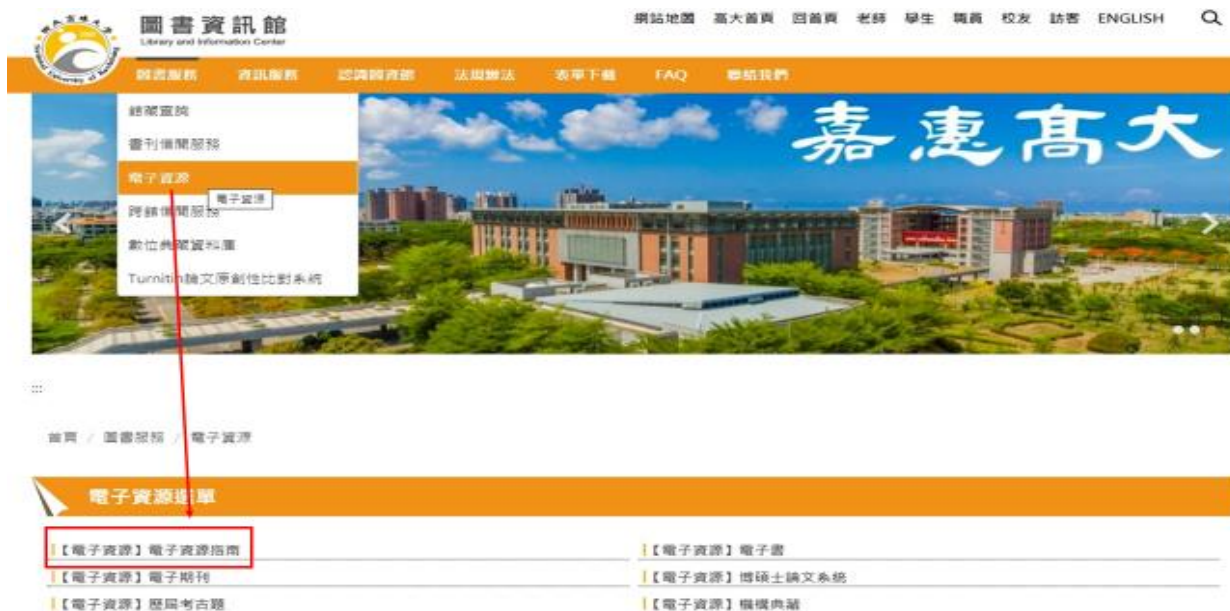 圖書資訊館
Library and Information Center
網站地圖 高大首頁 回首頁 老師 學生 職員 校友 訪客 ENGLISH
圖書服務 資訊服務 認識圖資館 法規辦法 表單下載 FAQ 聯絡我們
館藏查詢
書刊借閱服務
電子資源
電子資源
跨館借閱服務
數位典藏資料庫
Turnitin論文原創性比對系統
嘉惠高大
:::
首頁 / 圖書服務 / 電子資源
電子資源選單
【電子資源】電子資源指南
【電子資源】電子書
【電子資源】電子期刊
【電子資源】博碩士論文系統
【電子資源】歷屆考古題
【電子資源】機構典藏